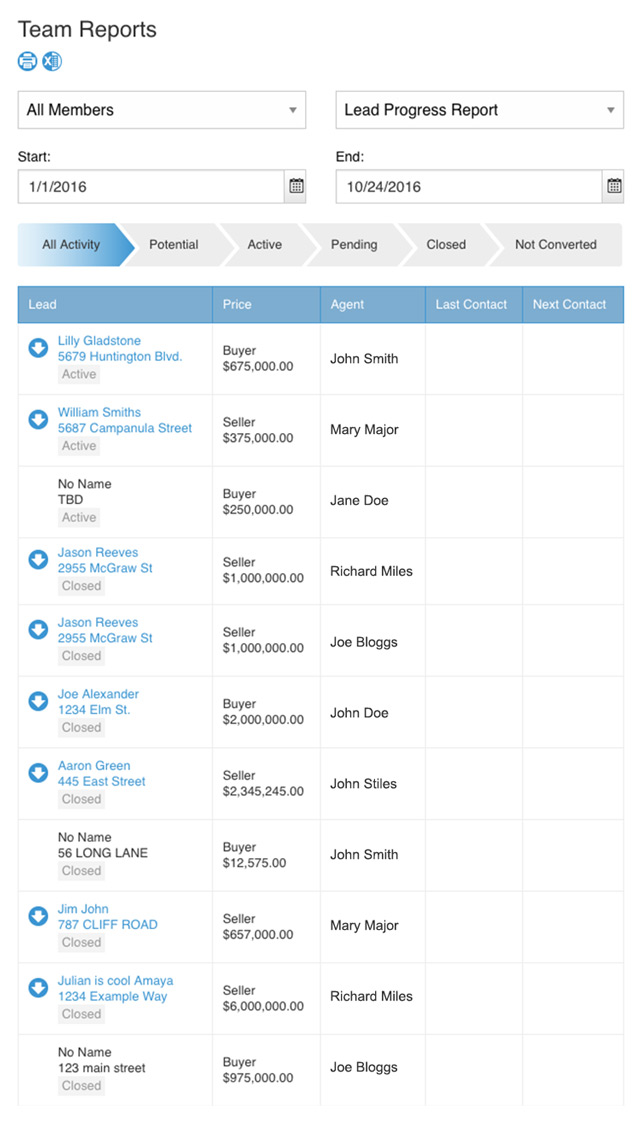 Team Reports
All Members
Lead Progress Report
Start:
End:
1/1/2016
10/24/2016
All Activity
Potential
Active
Pending
Closed
Not Converted
Lead
Price
Agent
Last Contact
Next Contact
Lilly Gladstone
5679 Huntington Blvd.
Active
Buyer
$675,000.00
John Smith
William Smiths
5687 Campanula Street
Active
Seller
$375,000.00
Mary Major
No Name
TBD
Active
Buyer
$250,000.00
Jane Doe
Jason Reeves
2955 McGraw St
Closed
Seller
$1,000,000.00
Richard Miles
Jason Reeves
2955 McGraw St
Closed
Seller
$1,000,000.00
Joe Bloggs
Joe Alexander
1234 Elm St.
Closed
Buyer
$2,000,000.00
John Doe
Aaron Green
445 East Street
Closed
Seller
$2,345,245.00
John Stiles
No Name
56 LONG LANE
Closed
Buyer
$12,575.00
John Smith
Jim John
787 CLIFF ROAD
Closed
Seller
$657,000.00
Mary Major
Julian is cool Amaya
1234 Example Way
Closed
Seller
$6,000,000.00
Richard Miles
No Name
123 main street
Closed
Buyer
$975,000.00
Joe Bloggs